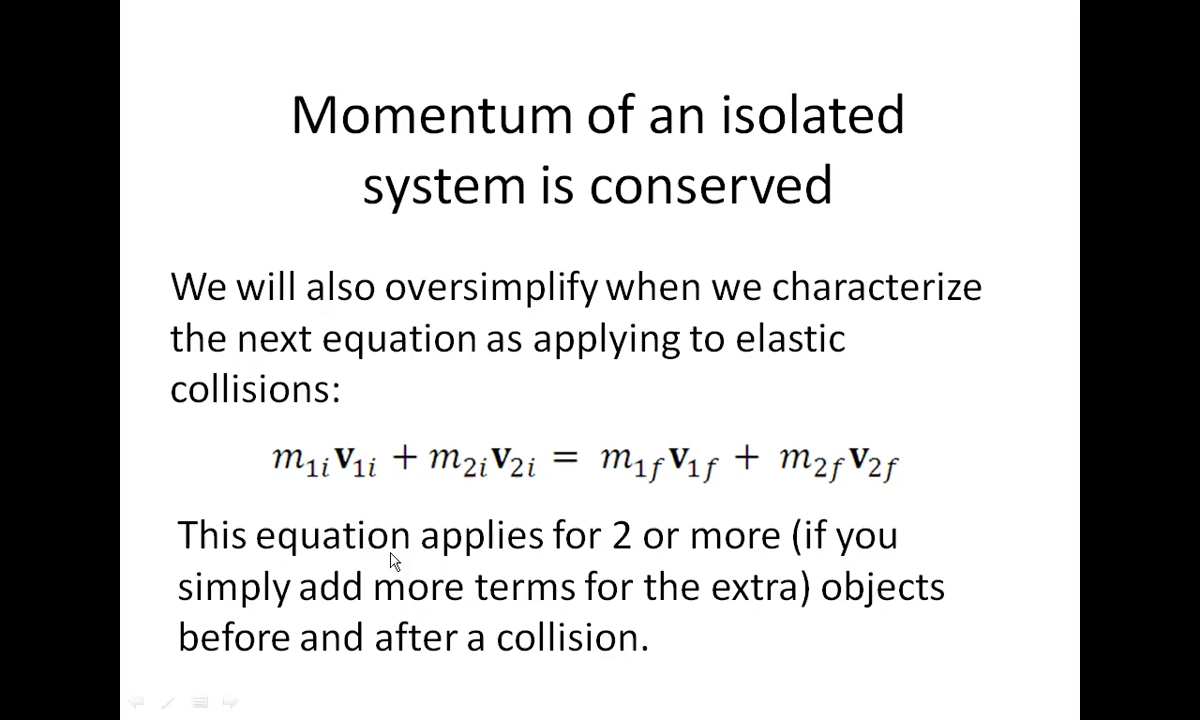 Momentum of an isolated
system is conserved
We will also oversimplify when we characterize
the next equation as applying to elastic
collisions:
m₁ᵢv₁ᵢ + m₂ᵢv₂ᵢ = m₁fv₁f + m₂fv₂f
This equation applies for 2 or more (if you
simply add more terms for the extra) objects
before and after a collision.